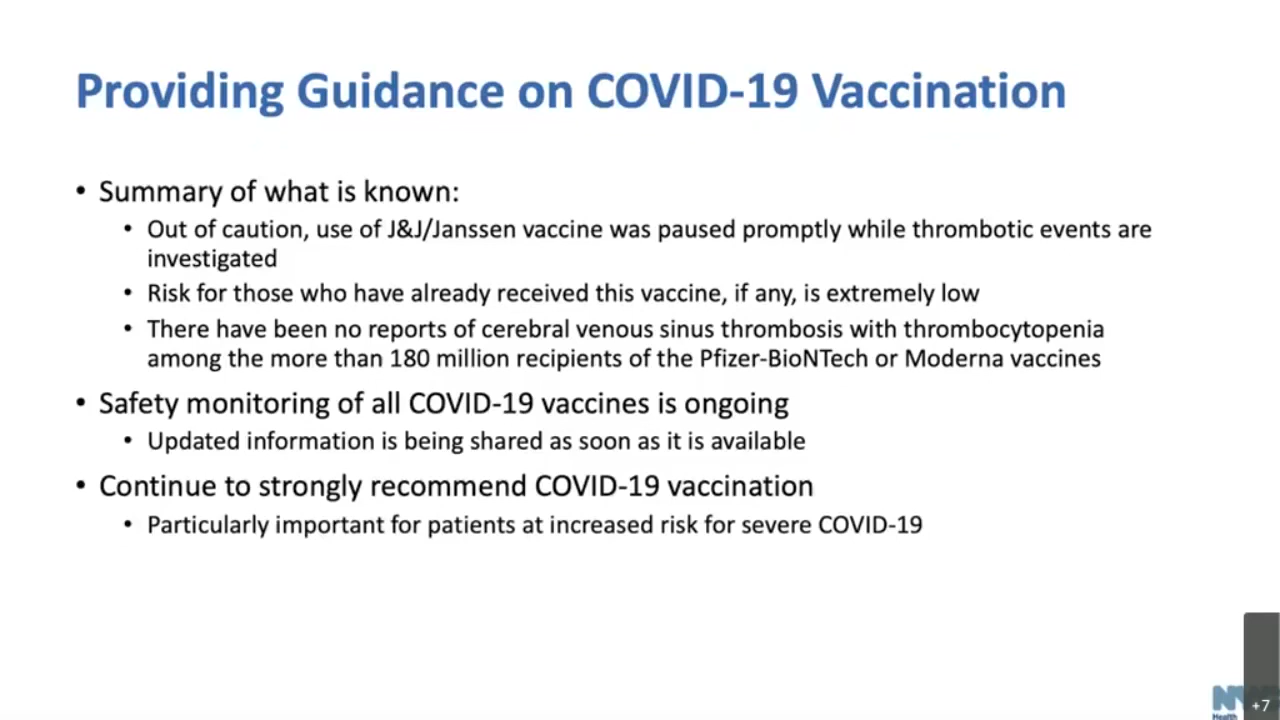 Providing Guidance on COVID-19 Vaccination
• Summary of what is known:
• Out of caution, use of J&J/Janssen vaccine was paused promptly while thrombotic events are
investigated
• Risk for those who have already received this vaccine, if any, is extremely low
• There have been no reports of cerebral venous sinus thrombosis with thrombocytopenia
among the more than 180 million recipients of the Pfizer-BioNTech or Moderna vaccines
• Safety monitoring of all COVID-19 vaccines is ongoing
• Updated information is being shared as soon as it is available
• Continue to strongly recommend COVID-19 vaccination
• Particularly important for patients at increased risk for severe COVID-19
Health
+7